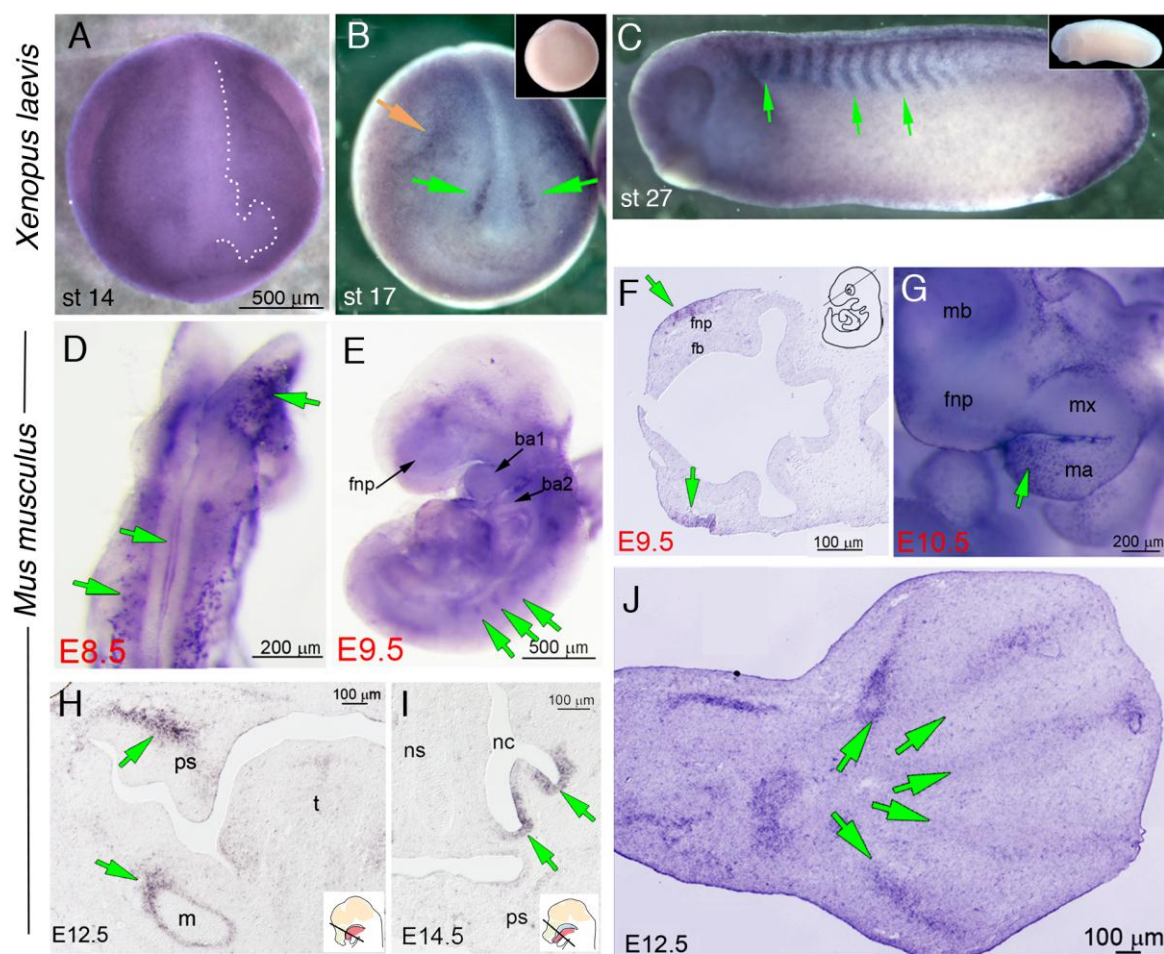 Xenopus laevis
A
st 14
500 µm
B
st 17
C
st 27
Mus musculus
D
E8.5
200 µm
E
fnp
ba1
ba2
E9.5
500 µm
F
fnp
fb
E9.5
100 µm
G
mb
fnp
mx
ma
E10.5
200 µm
H
100 µm
ps
t
m
E12.5
I
100 µm
ns
nc
ps
E14.5
J
E12.5
100 µm